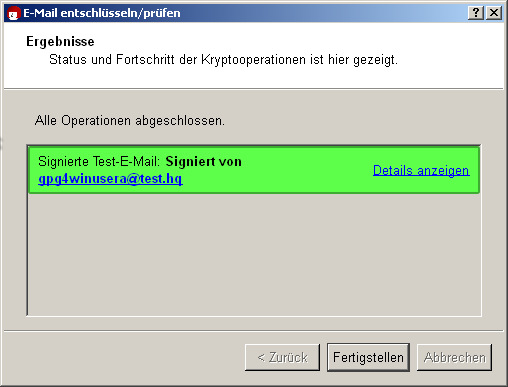 E-Mail entschlüsseln/prüfen
Ergebnisse
Status und Fortschritt der Kryptooperationen ist hier gezeigt.
Alle Operationen abgeschlossen.
Signierte Test-E-Mail: Signiert von
gpg4winusera@test.hq
Details anzeigen
< Zurück
Fertigstellen
Abbrechen